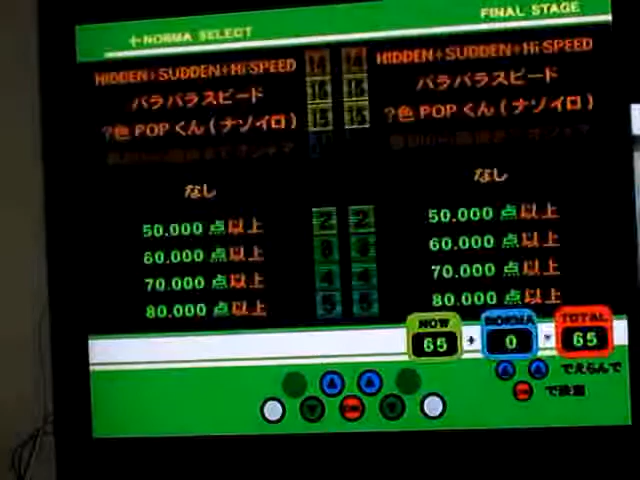 +NORMA SELECT
FINAL STAGE
HIDDEN+SUDDEN+Hi-SPEED 14 14 HIDDEN+SUDDEN+Hi-SPEED
バラバラスピード 15 15 バラバラスピード
?色POPくん(ナゾイロ) 15 15 ?色POPくん(ナゾイロ)
なし なし
50.000 点以上 2 2 50.000 点以上
60.000 点以上 60.000 点以上
70.000 点以上 4 4 70.000 点以上
80.000 点以上 5 5 80.000 点以上
NOW NORMA TOTAL
65 + 0 = 65
でえらんで
で決定